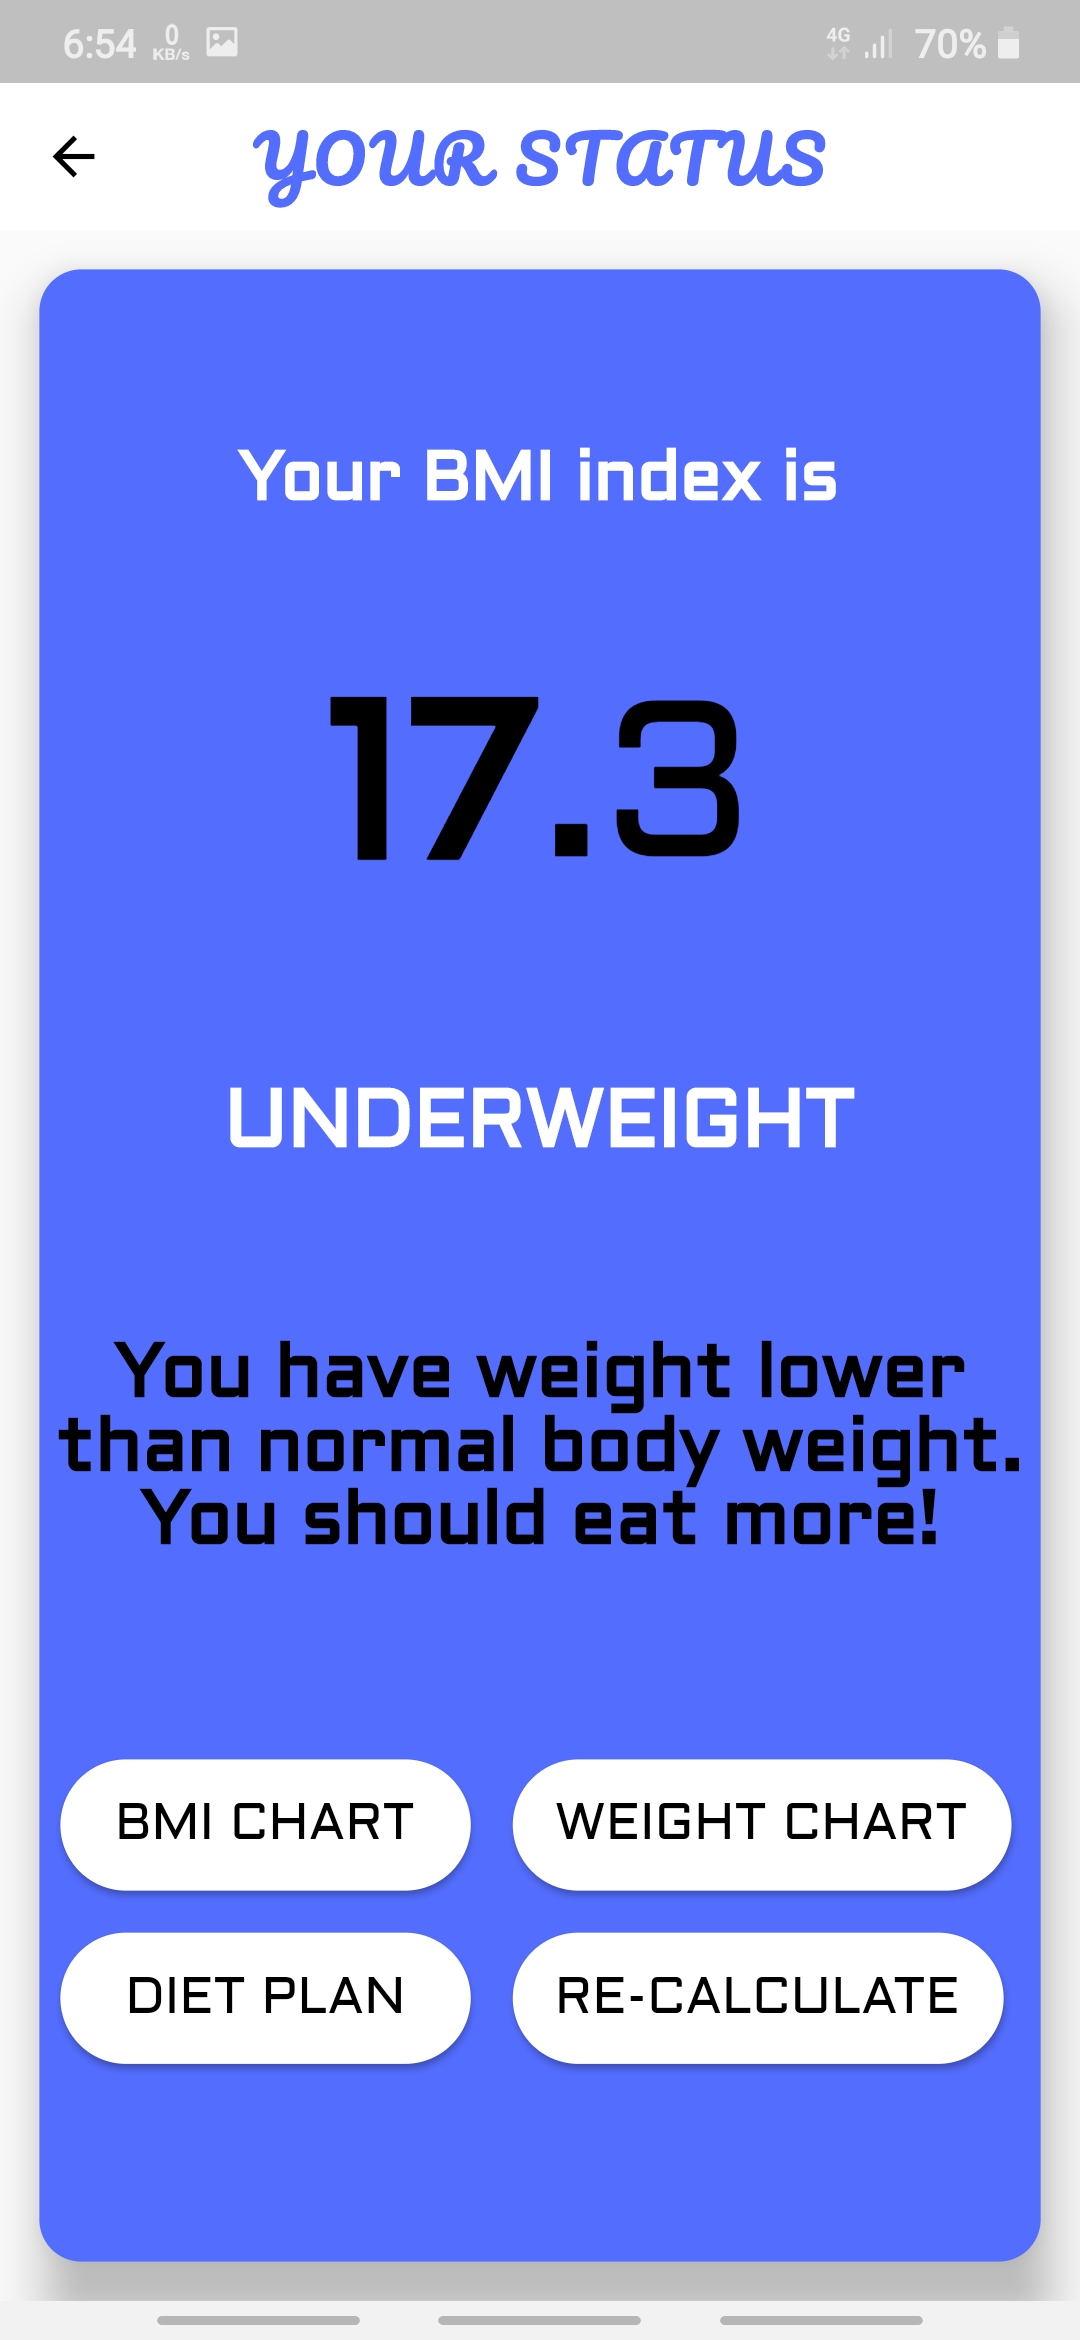 6:54 0 KB/s 4G 70%
YOUR STATUS
Your BMI index is
17.3
UNDERWEIGHT
You have weight lower
than normal body weight.
You should eat more!
BMI CHART WEIGHT CHART
DIET PLAN RE-CALCULATE